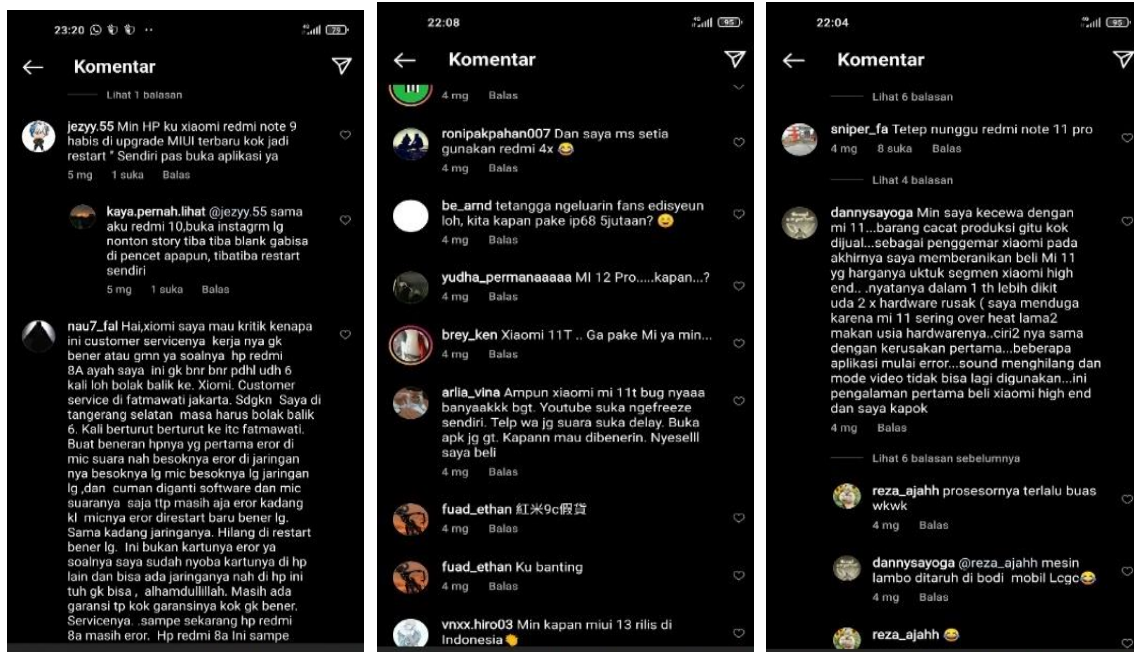 23:20
79
Komentar
Lihat 1 balasan
jezyy.55 Min HP ku xiaomi redmi note 9
habis di upgrade MIUI terbaru kok jadi
restart " Sendiri pas buka aplikasi ya
5 mg 1 suka Balas
kaya.pernah.lihat @jezyy.55 sama
aku redmi 10,buka instagrm lg
nonton story tiba tiba blank gabisa
di pencet apapun, tibatiba restart
sendiri
5 mg 1 suka Balas
nau7_fal Hai,xiomi saya mau kritik kenapa
ini customer servicenya kerja nya gk
bener atau gmn ya soalnya hp redmi
8A ayah saya ini gk bnr bnr pdhl udh 6
kali loh bolak balik ke. Xiomi. Customer
service di fatmawati jakarta. Sdgkn Saya di
tangerang selatan masa harus bolak balik
6. Kali berturut berturut ke itc fatmawati.
Buat beneran hpnya yg pertama eror di
mic suara nah besoknya eror di jaringan
nya besoknya lg mic besoknya lg jaringan
lg ,dan cuman diganti software dan mic
suaranya saja ttp masih aja eror kadang
kl micnya eror direstart baru bener lg.
Sama kadang jaringanya. Hilang di restart
bener lg. Ini bukan kartunya eror ya
soalnya saya sudah nyoba kartunya di hp
lain dan bisa ada jaringanya nah di hp ini
tuh gk bisa , alhamdullillah. Masih ada
garansi tp kok garansinya kok gk bener.
Servicenya. .sampe sekarang hp redmi
8a masih eror. Hp redmi 8a Ini sampe
22:08
95
Komentar
4 mg Balas
ronipakpahan007 Dan saya ms setia
gunakan redmi 4x 😂
4 mg Balas
be_arnd tetangga ngeluarin fans edisyeun
loh, kita kapan pake ip68 5jutaan? ☺
4 mg Balas
yudha_permanaaaaa MI 12 Pro.....kapan...?
4 mg Balas
brey_ken Xiaomi 11T .. Ga pake Mi ya min...
4 mg Balas
arlia_vina Ampun xiaomi mi 11t bug nyaaa
banyaakkk bgt. Youtube suka ngefreeze
sendiri. Telp wa jg suara suka delay. Buka
apk jg gt. Kapann mau dibenerin. Nyeselll
saya beli
4 mg Balas
fuad_ethan 紅米9c假貨
4 mg Balas
fuad_ethan Ku banting
4 mg Balas
vnxx.hiro03 Min kapan miui 13 rilis di
Indonesia👏
22:04
95
Komentar
Lihat 6 balasan
sniper_fa Tetep nunggu redmi note 11 pro
4 mg 8 suka Balas
Lihat 4 balasan
dannysayoga Min saya kecewa dengan
mi 11...barang cacat produksi gitu kok
dijual...sebagai penggemar xiaomi pada
akhirnya saya memberanikan beli Mi 11
yg harganya uktuk segmen xiaomi high
end.. .nyatanya dalam 1 th lebih dikit
uda 2 x hardware rusak ( saya menduga
karena mi 11 sering over heat lama2
makan usia hardwarenya..ciri2 nya sama
dengan kerusakan pertama...beberapa
aplikasi mulai error...sound menghilang dan
mode video tidak bisa lagi digunakan...ini
pengalaman pertama beli xiaomi high end
dan saya kapok
4 mg Balas
Lihat 6 balasan sebelumnya
reza_ajahh prosesornya terlalu buas
wkwk
4 mg Balas
dannysayoga @reza_ajahh mesin
lambo ditaruh di bodi mobil Lcgc😂
4 mg Balas
reza_ajahh 😂